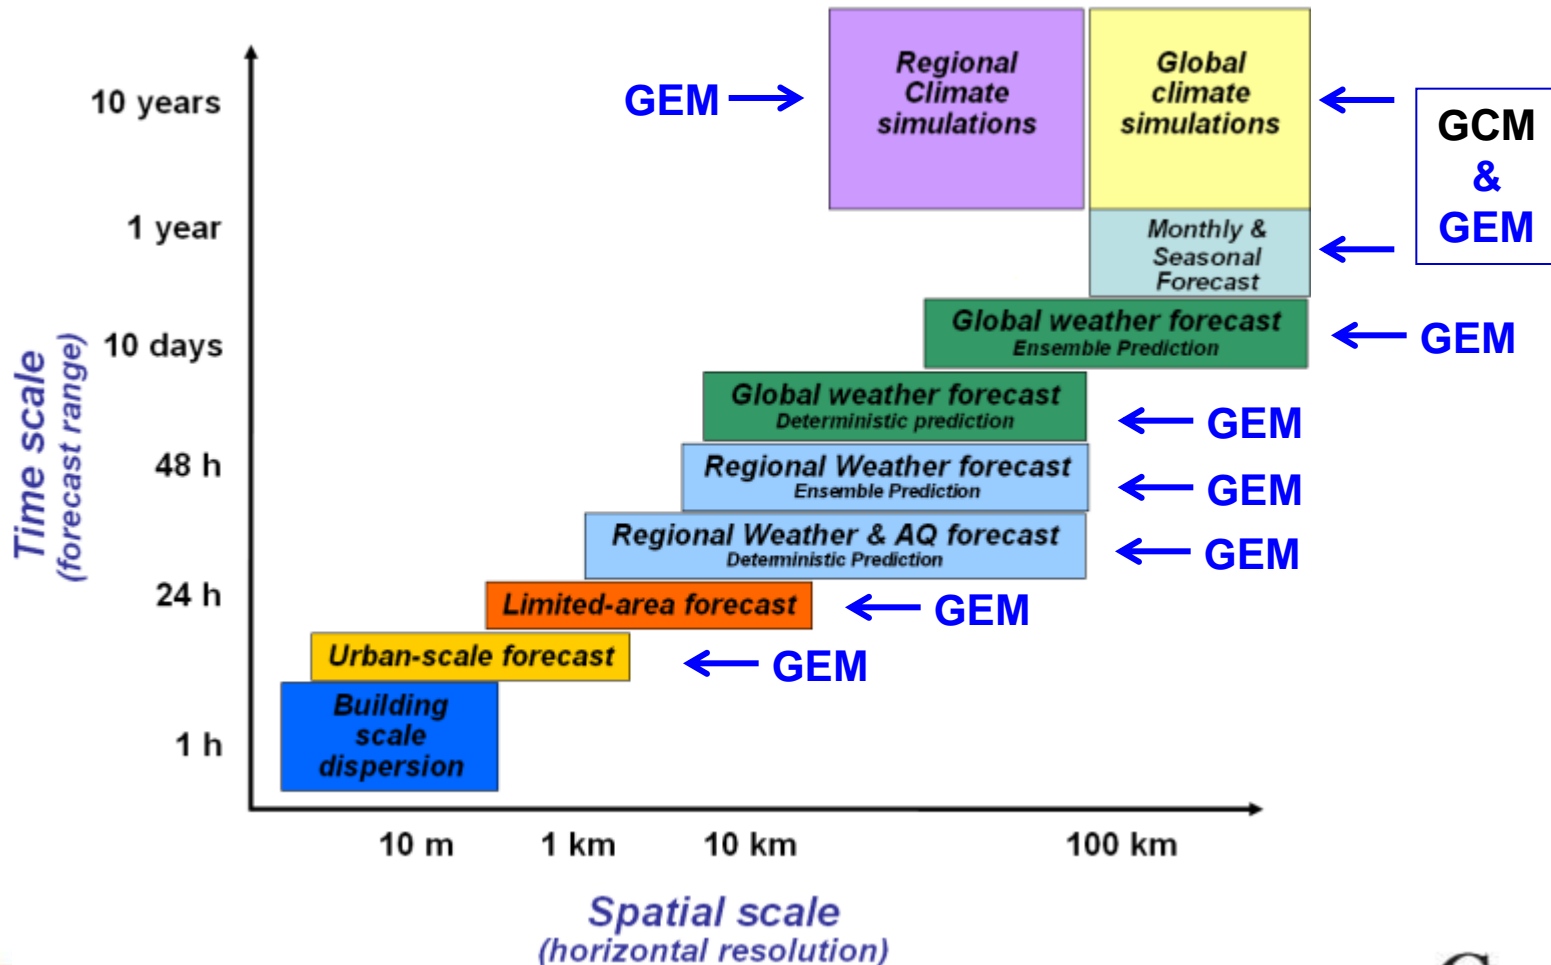 Regional
Climate
simulations
Global
climate
simulations
GEM
10 years
GCM
&
GEM
1 year
Monthly &
Seasonal
Forecast
Global weather forecast
Ensemble Prediction
GEM
10 days
Global weather forecast
Deterministic prediction
GEM
48 h
Regional Weather forecast
Ensemble Prediction
GEM
Regional Weather & AQ forecast
Deterministic Prediction
GEM
24 h
Limited-area forecast
GEM
Urban-scale forecast
GEM
Building
scale
dispersion
1 h
Time scale
(forecast range)
10 m 1 km 10 km 100 km
Spatial scale
(horizontal resolution)